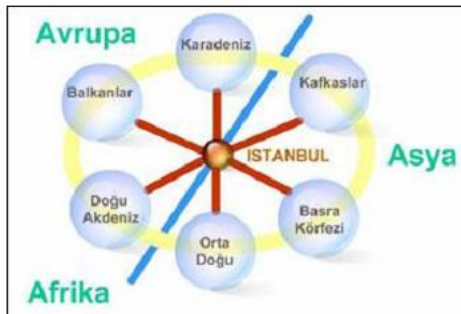 Avrupa
Karadeniz
Balkanlar
Kafkaslar
ISTANBUL
Asya
Doğu
Akdeniz
Basra
Körfezi
Orta
Doğu
Afrika